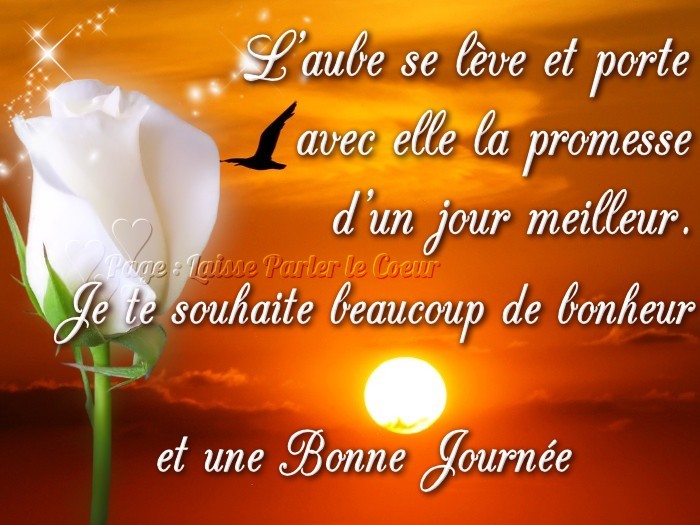 L'aube se lève et porte
avec elle la promesse
d'un jour meilleur.
Page : Laisse Parler le Coeur
Je te souhaite beaucoup de bonheur
et une Bonne Journée